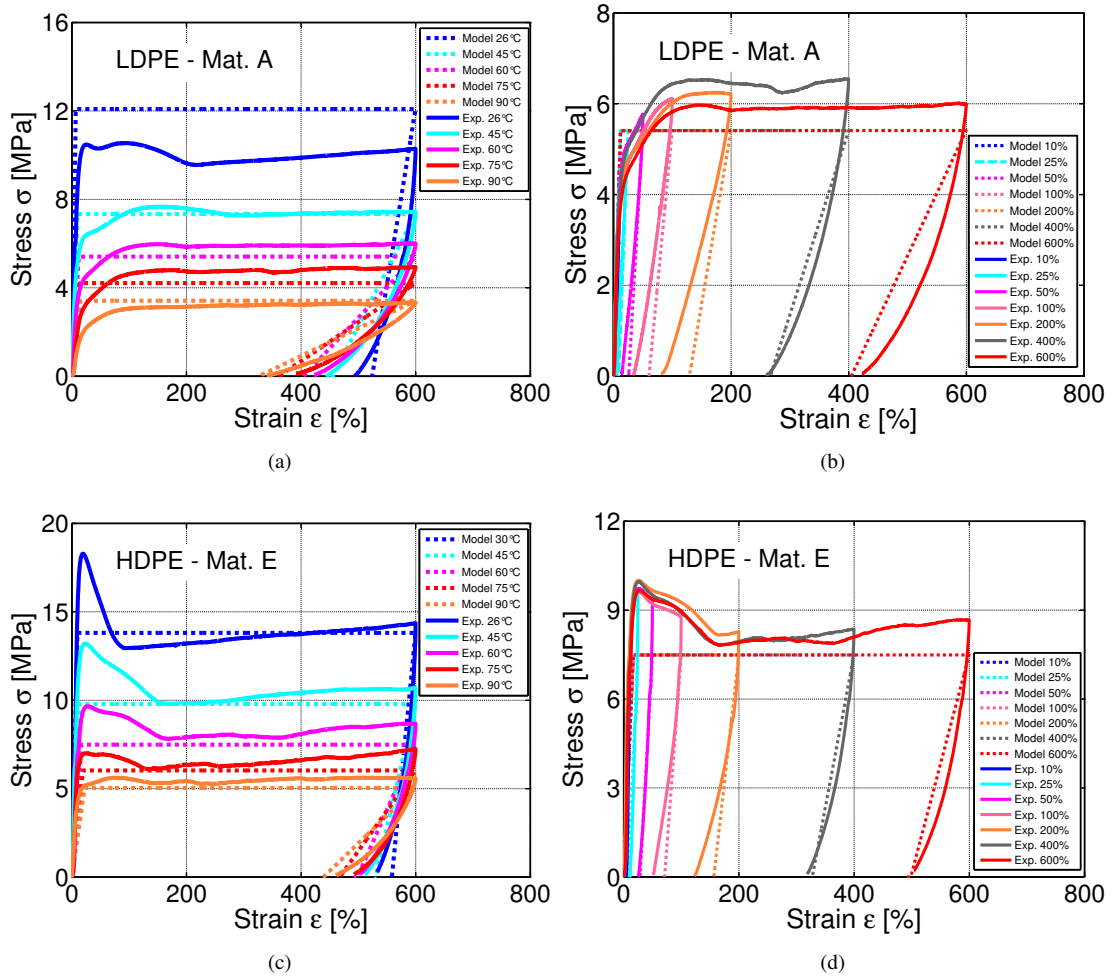 LDPE - Mat. A
Stress σ [MPa]
16
12
8
4
0
0
200
400
600
800
Strain ε [%]
Model 26°C
Model 45°C
Model 60°C
Model 75°C
Model 90°C
Exp. 26°C
Exp. 45°C
Exp. 60°C
Exp. 75°C
Exp. 90°C
(a)
LDPE - Mat. A
Stress σ [MPa]
8
6
4
2
0
0
200
400
600
800
Strain ε [%]
Model 10%
Model 25%
Model 50%
Model 100%
Model 200%
Model 400%
Model 600%
Exp. 10%
Exp. 25%
Exp. 50%
Exp. 100%
Exp. 200%
Exp. 400%
Exp. 600%
(b)
HDPE - Mat. E
Stress σ [MPa]
20
15
10
5
0
0
200
400
600
800
Strain ε [%]
Model 30°C
Model 45°C
Model 60°C
Model 75°C
Model 90°C
Exp. 26°C
Exp. 45°C
Exp. 60°C
Exp. 75°C
Exp. 90°C
(c)
HDPE - Mat. E
Stress σ [MPa]
12
9
6
3
0
0
200
400
600
800
Strain ε [%]
Model 10%
Model 25%
Model 50%
Model 100%
Model 200%
Model 400%
Model 600%
Exp. 10%
Exp. 25%
Exp. 50%
Exp. 100%
Exp. 200%
Exp. 400%
Exp. 600%
(d)